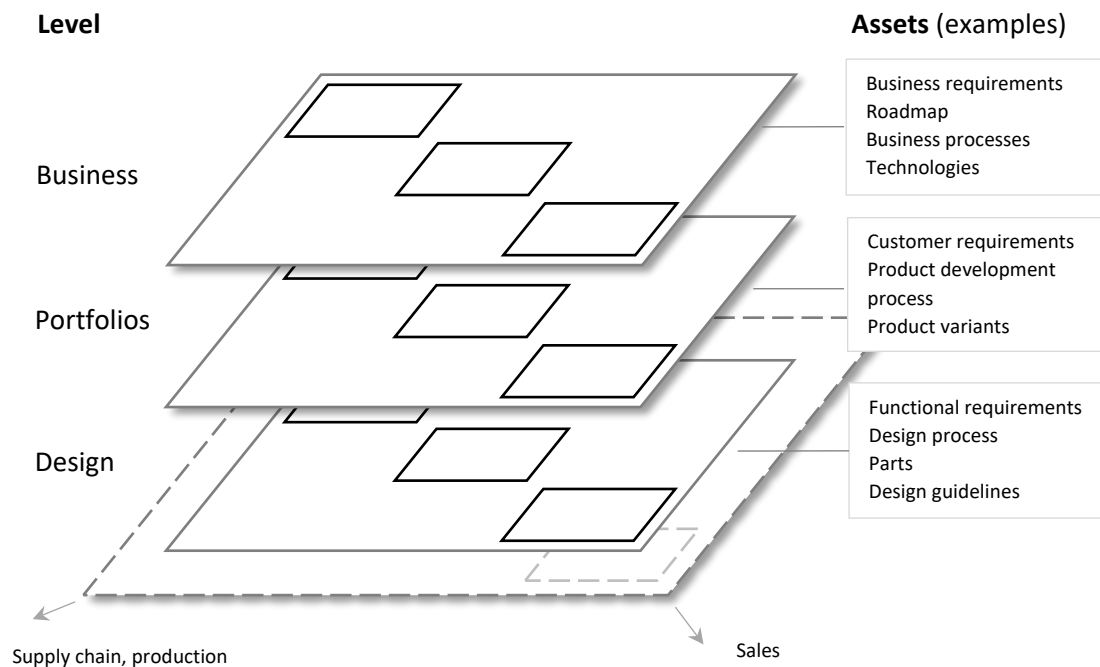 Level
Assets (examples)
Business requirements
Roadmap
Business processes
Technologies
Business
Customer requirements
Product development
process
Product variants
Portfolios
Functional requirements
Design process
Parts
Design guidelines
Design
Supply chain, production
Sales